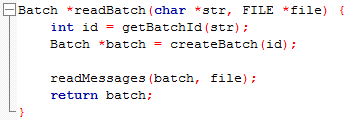 Batch *readBatch(char *str, FILE *file) {
    int id = getBatchId(str);
    Batch *batch = createBatch(id);

    readMessages(batch, file);
    return batch;
}